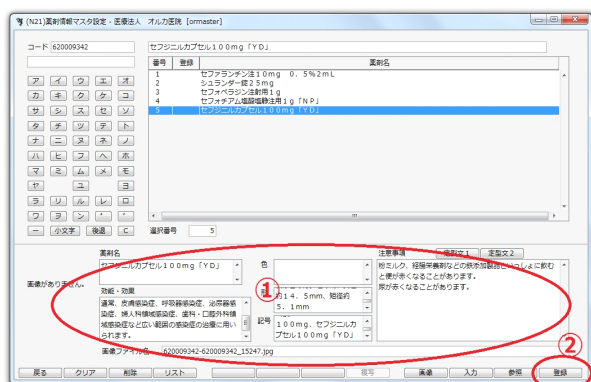 (N21)薬剤情報マスタ設定 - 医療法人 オルカ医院 [ormaster]
コード 620009342 セフジニルカプセル100mg「YD」
番号 登録 薬剤名
1 セファランチン注10mg 0.5%2mL
2 シュランダー錠25mg
3 セフォペラジン注射用1g
4 セフォチアム塩酸塩静注用1g「NP」
5 セフジニルカプセル100mg「YD」
ア イ ウ エ オ
カ キ ク ケ コ
サ シ ス セ ソ
タ チ ツ テ ト
ナ ニ ヌ ネ ノ
ハ ヒ フ ヘ ホ
マ ミ ム メ モ
ヤ ユ ヨ
ラ リ ル レ ロ
ワ ヲ ン ゛ ゜
ー 小文字 後退 C
選択番号 5
画像がありません。
薬剤名
セフジニルカプセル100mg「YD」
効能・効果
通常、皮膚感染症、呼吸器感染症、泌尿器感
染症、婦人科領域感染症、歯科・口腔外科領
域感染症など広い範囲の感染症の治療に用い
られます。
色
①
約14.5mm、短径約
5.1mm
記号
100mg、セフジニルカ
プセル100mg「YD」
注意事項 定型文1 定型文2
粉ミルク、経腸栄養剤などの鉄添加製品といっしょに飲む
と便が赤くなることがあります。
尿が赤くなることがあります。
画像ファイル名 620009342-620009342_15247.jpg
②
戻る クリア 削除 リスト 複写 画像 入力 参照 登録